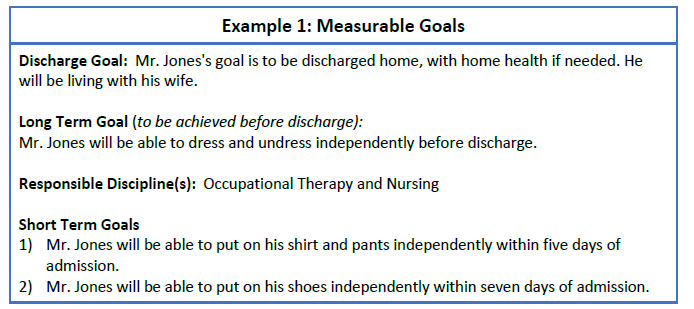 Example 1: Measurable Goals
Discharge Goal: Mr. Jones's goal is to be discharged home, with home health if needed. He
will be living with his wife.
Long Term Goal (to be achieved before discharge):
Mr. Jones will be able to dress and undress independently before discharge.
Responsible Discipline(s): Occupational Therapy and Nursing
Short Term Goals
1) Mr. Jones will be able to put on his shirt and pants independently within five days of
admission.
2) Mr. Jones will be able to put on his shoes independently within seven days of admission.